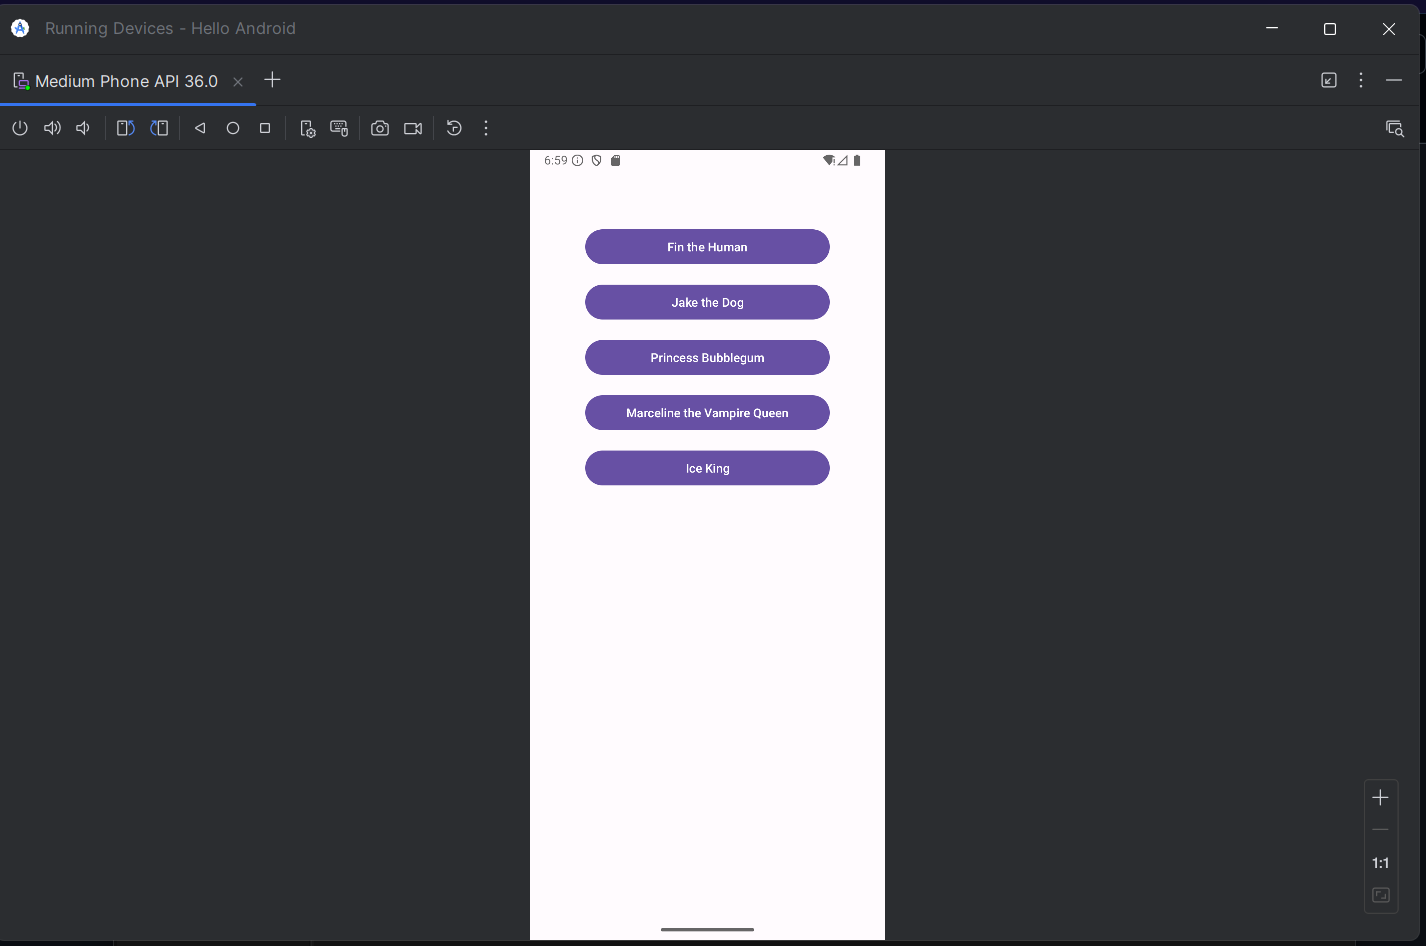 Running Devices - Hello Android
Medium Phone API 36.0
6:59
Fin the Human
Jake the Dog
Princess Bubblegum
Marceline the Vampire Queen
Ice King
1:1